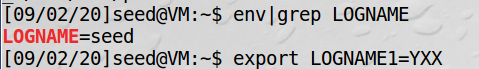 [09/02/20]seed@VM:~$ env|grep LOGNAME
LOGNAME=seed
[09/02/20]seed@VM:~$ export LOGNAME1=YXX